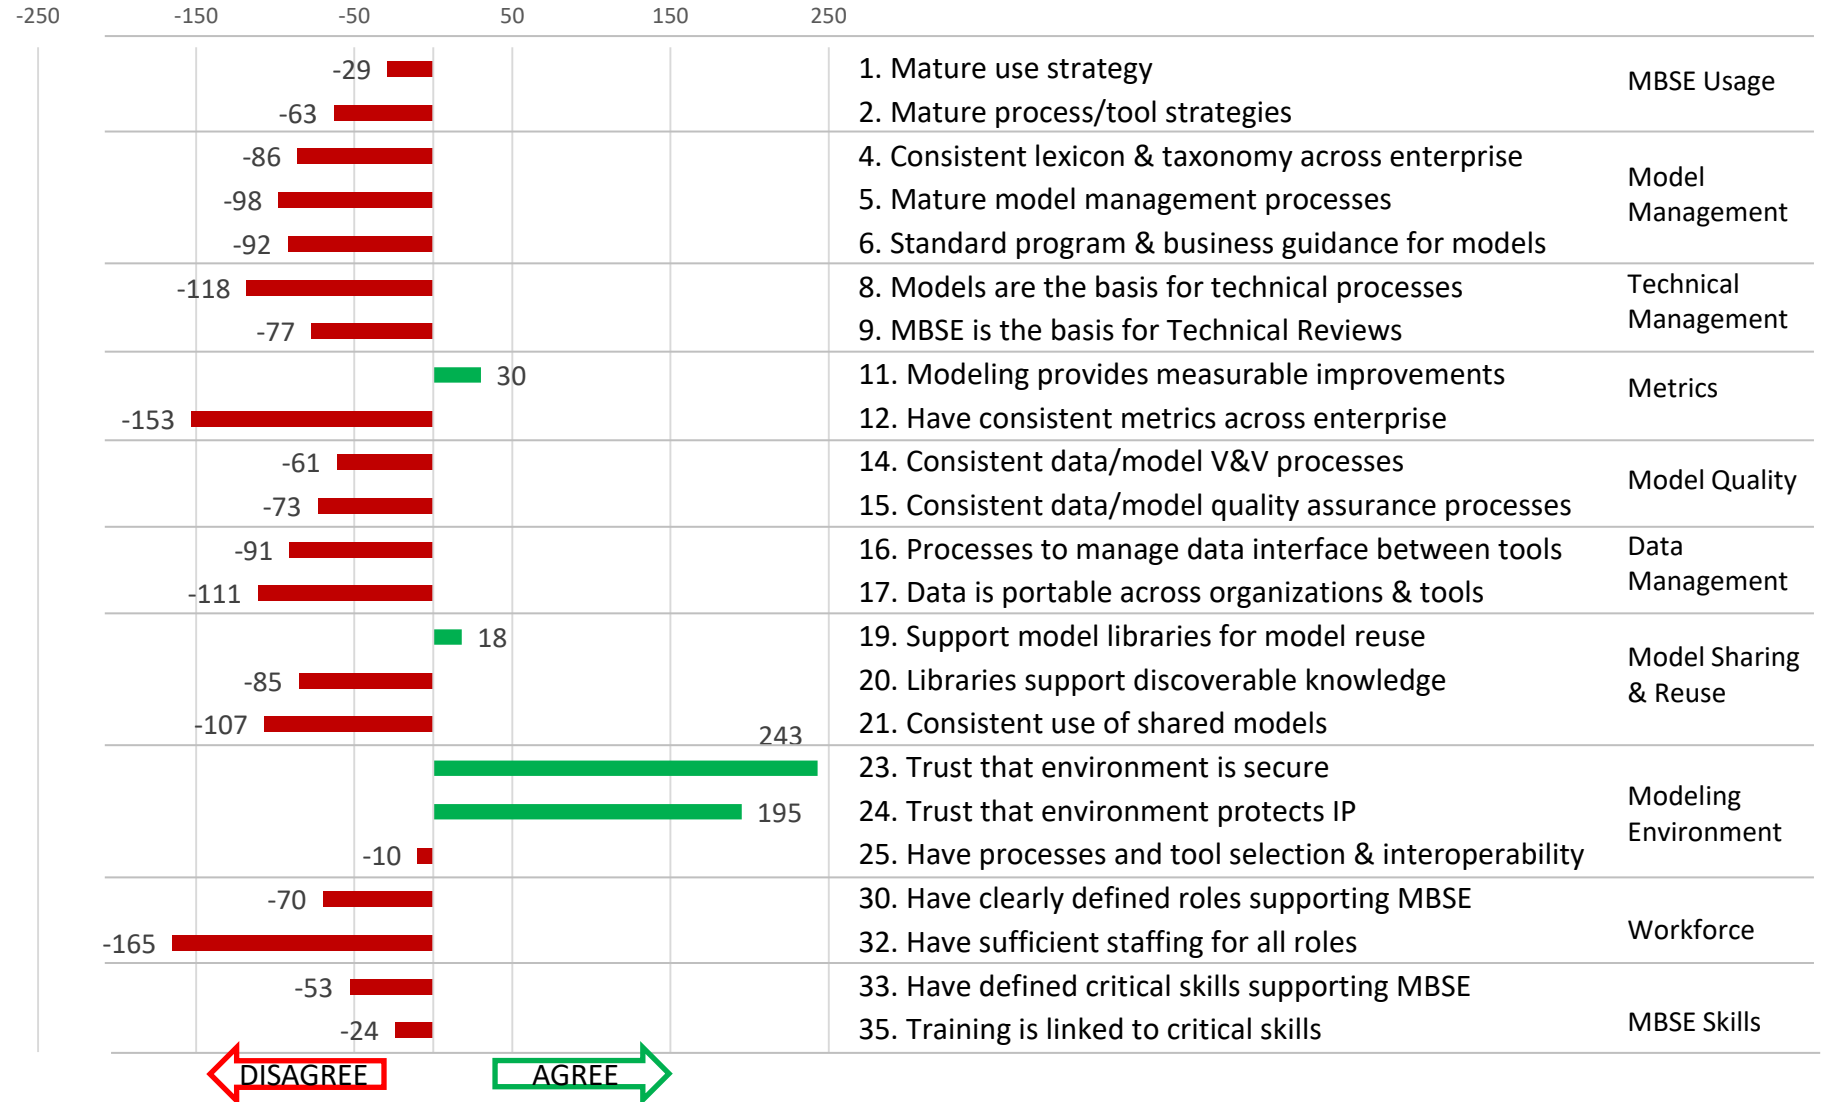 -250 -150 -50 50 150 250
-29 1. Mature use strategy
MBSE Usage
-63 2. Mature process/tool strategies
-86 4. Consistent lexicon & taxonomy across enterprise
Model
Management
-98 5. Mature model management processes
-92 6. Standard program & business guidance for models
-118 8. Models are the basis for technical processes
Technical
Management
-77 9. MBSE is the basis for Technical Reviews
30 11. Modeling provides measurable improvements
Metrics
-153 12. Have consistent metrics across enterprise
-61 14. Consistent data/model V&V processes
Model Quality
-73 15. Consistent data/model quality assurance processes
-91 16. Processes to manage data interface between tools
Data
Management
-111 17. Data is portable across organizations & tools
18 19. Support model libraries for model reuse
Model Sharing
& Reuse
-85 20. Libraries support discoverable knowledge
-107 21. Consistent use of shared models
243 23. Trust that environment is secure
195 24. Trust that environment protects IP
Modeling
Environment
-10 25. Have processes and tool selection & interoperability
-70 30. Have clearly defined roles supporting MBSE
Workforce
-165 32. Have sufficient staffing for all roles
-53 33. Have defined critical skills supporting MBSE
-24 35. Training is linked to critical skills
MBSE Skills
DISAGREE AGREE